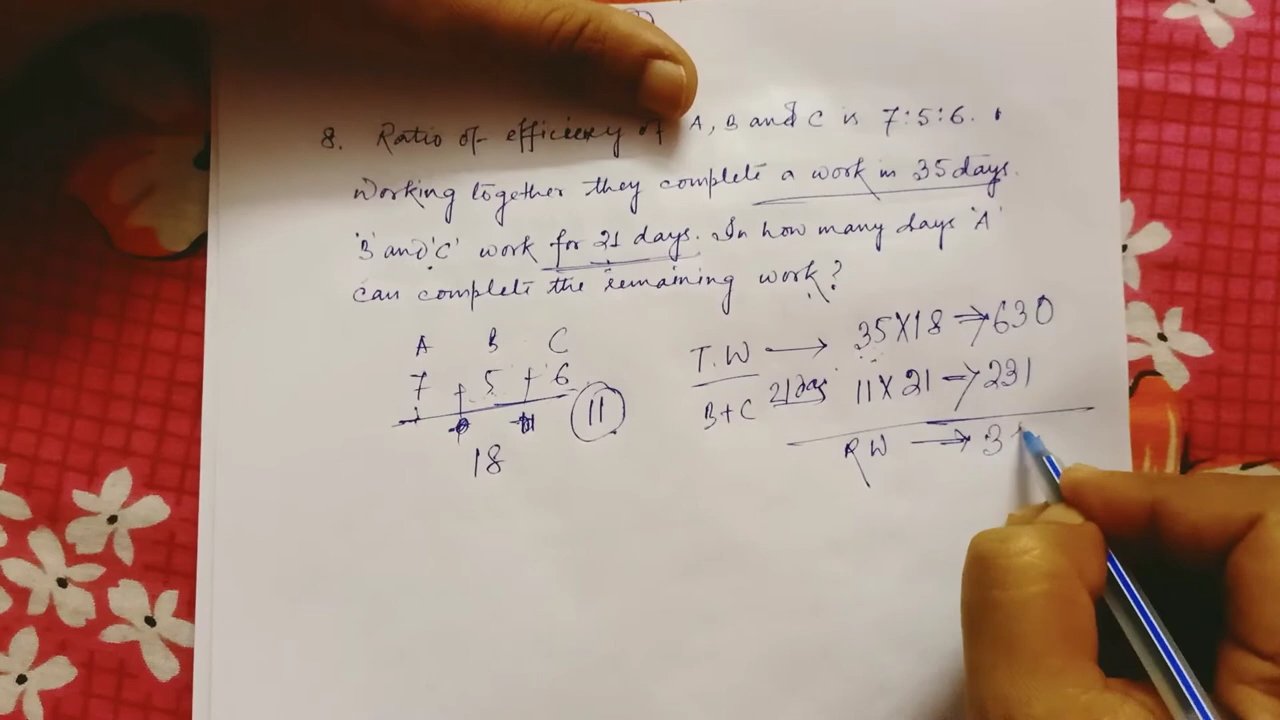 8. Ratio of efficiency of A, B and C is 7:5:6.
Working together they complete a work in 35 days.
'B' and 'C' work for 21 days. In how many days 'A'
can complete the remaining work?
A B C
7 + 5 + 6
11
18
T.W → 35 X 18 ⇒ 630
B+C 21 days 11 X 21 ⇒ 231
RW ⇒ 3